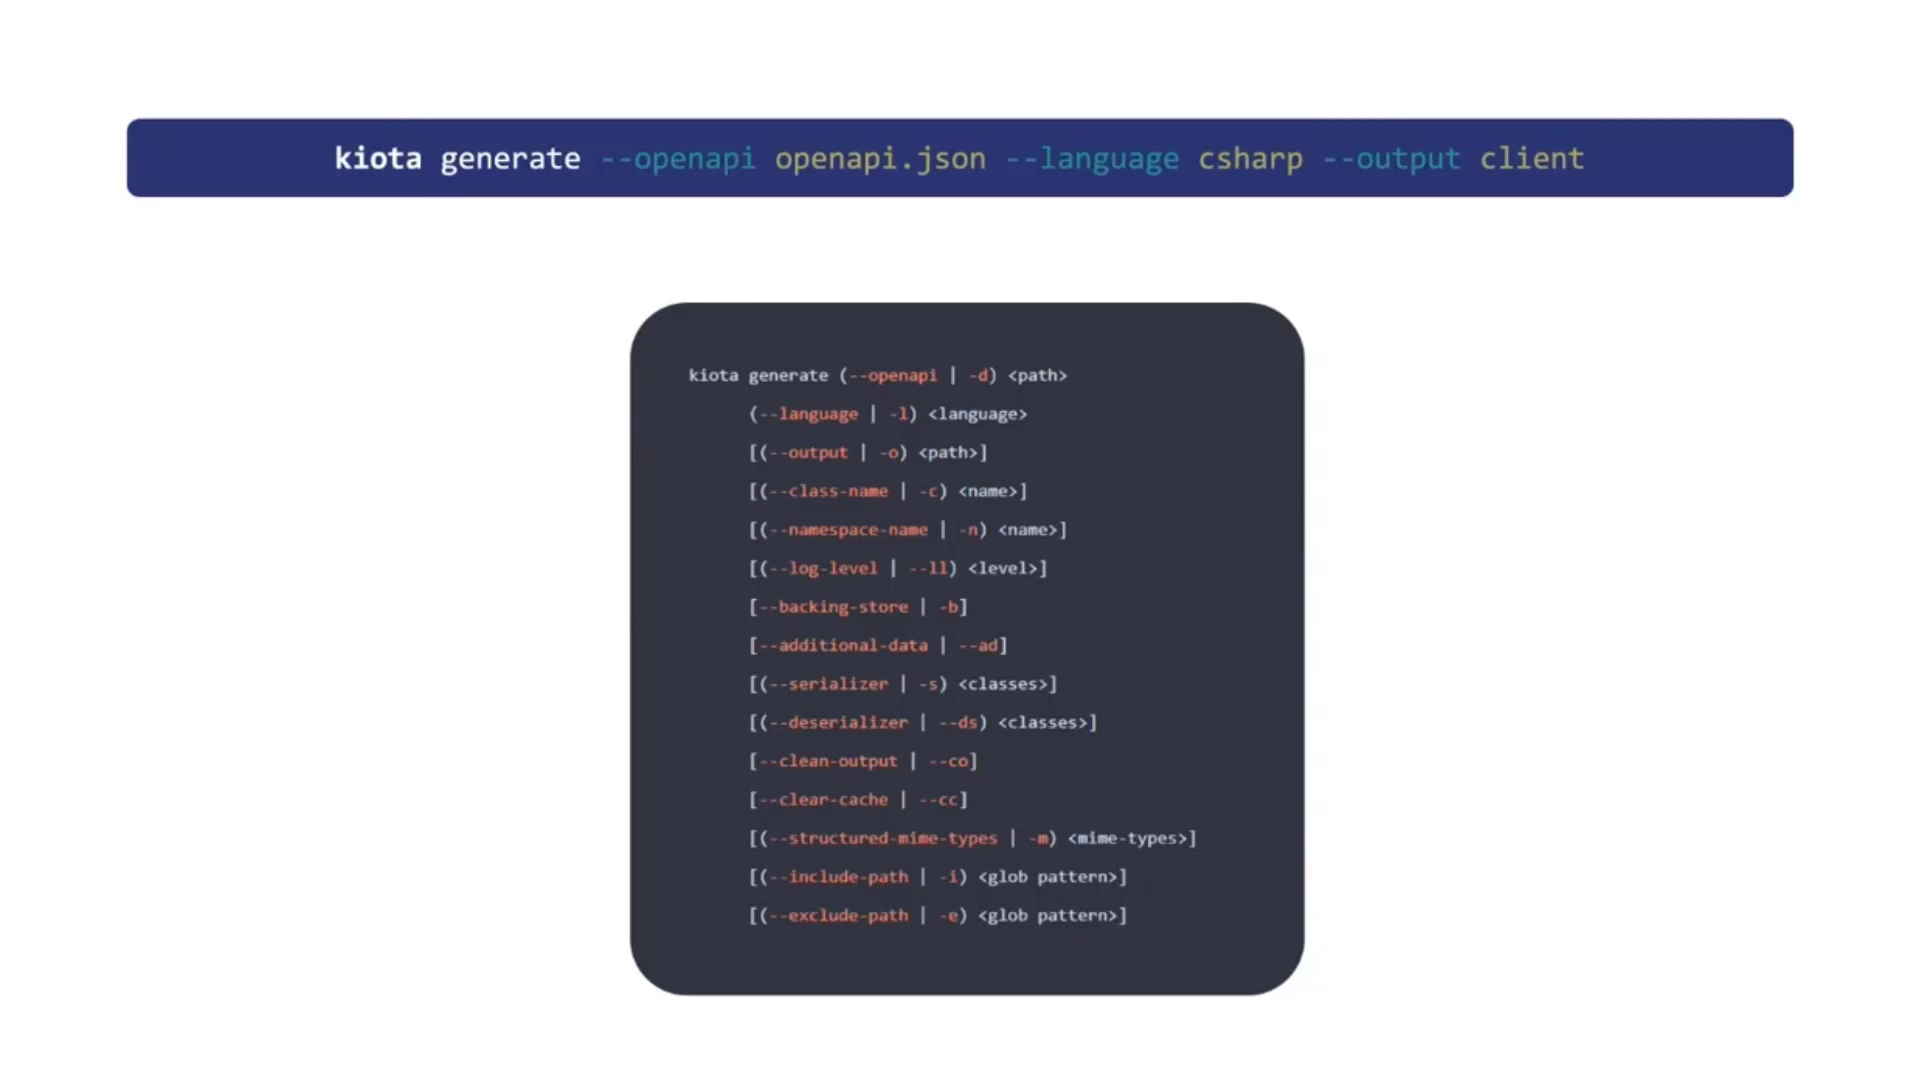 kiota generate --openapi openapi.json --language csharp --output client
kiota generate (--openapi | -d) <path>
(--language | -l) <language>
[(--output | -o) <path>]
[(--class-name | -c) <name>]
[(--namespace-name | -n) <name>]
[(--log-level | --ll) <level>]
[--backing-store | -b]
[--additional-data | --ad]
[(--serializer | -s) <classes>]
[(--deserializer | --ds) <classes>]
[--clean-output | --co]
[--clear-cache | --cc]
[(--structured-mime-types | -m) <mime-types>]
[(--include-path | -i) <glob pattern>]
[(--exclude-path | -e) <glob pattern>]